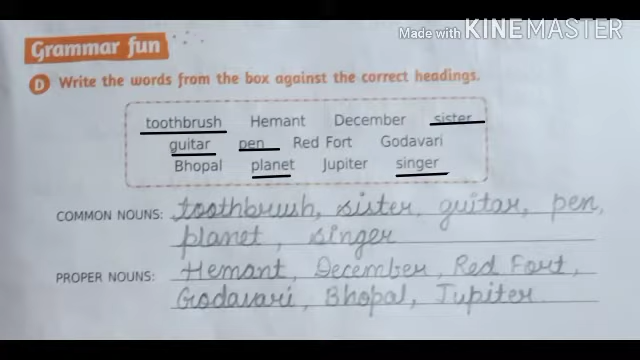 Made with KINEMASTER
Grammar fun
D Write the words from the box against the correct headings.
toothbrush Hemant December sister
guitar pen Red Fort Godavari
Bhopal planet Jupiter singer
COMMON NOUNS: toothbrush, sister, guitar, pen,
planet, singer
PROPER NOUNS: Hemant, December, Red Fort,
Godavari, Bhopal, Jupiter